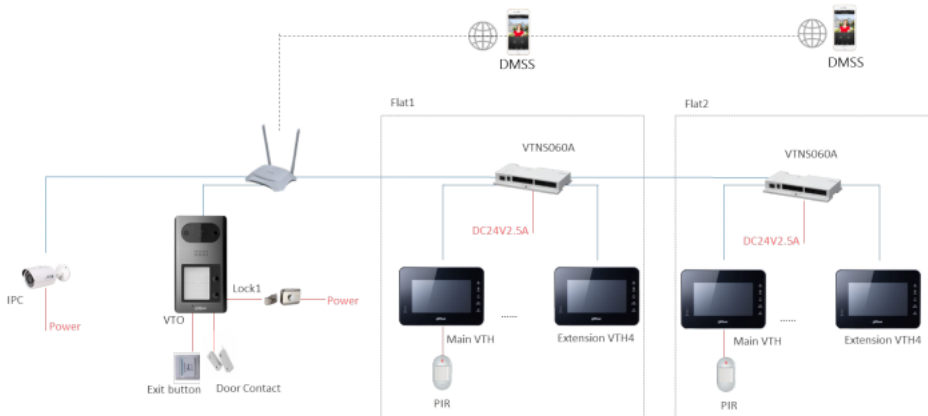 DMSS
DMSS
Flat1
Flat2
VTNS060A
VTNS060A
DC24V2.5A
DC24V2.5A
IPC
Power
VTO
Lock1
Power
Exit button
Door Contact
Main VTH
......
Extension VTH4
PIR
Main VTH
......
Extension VTH4
PIR